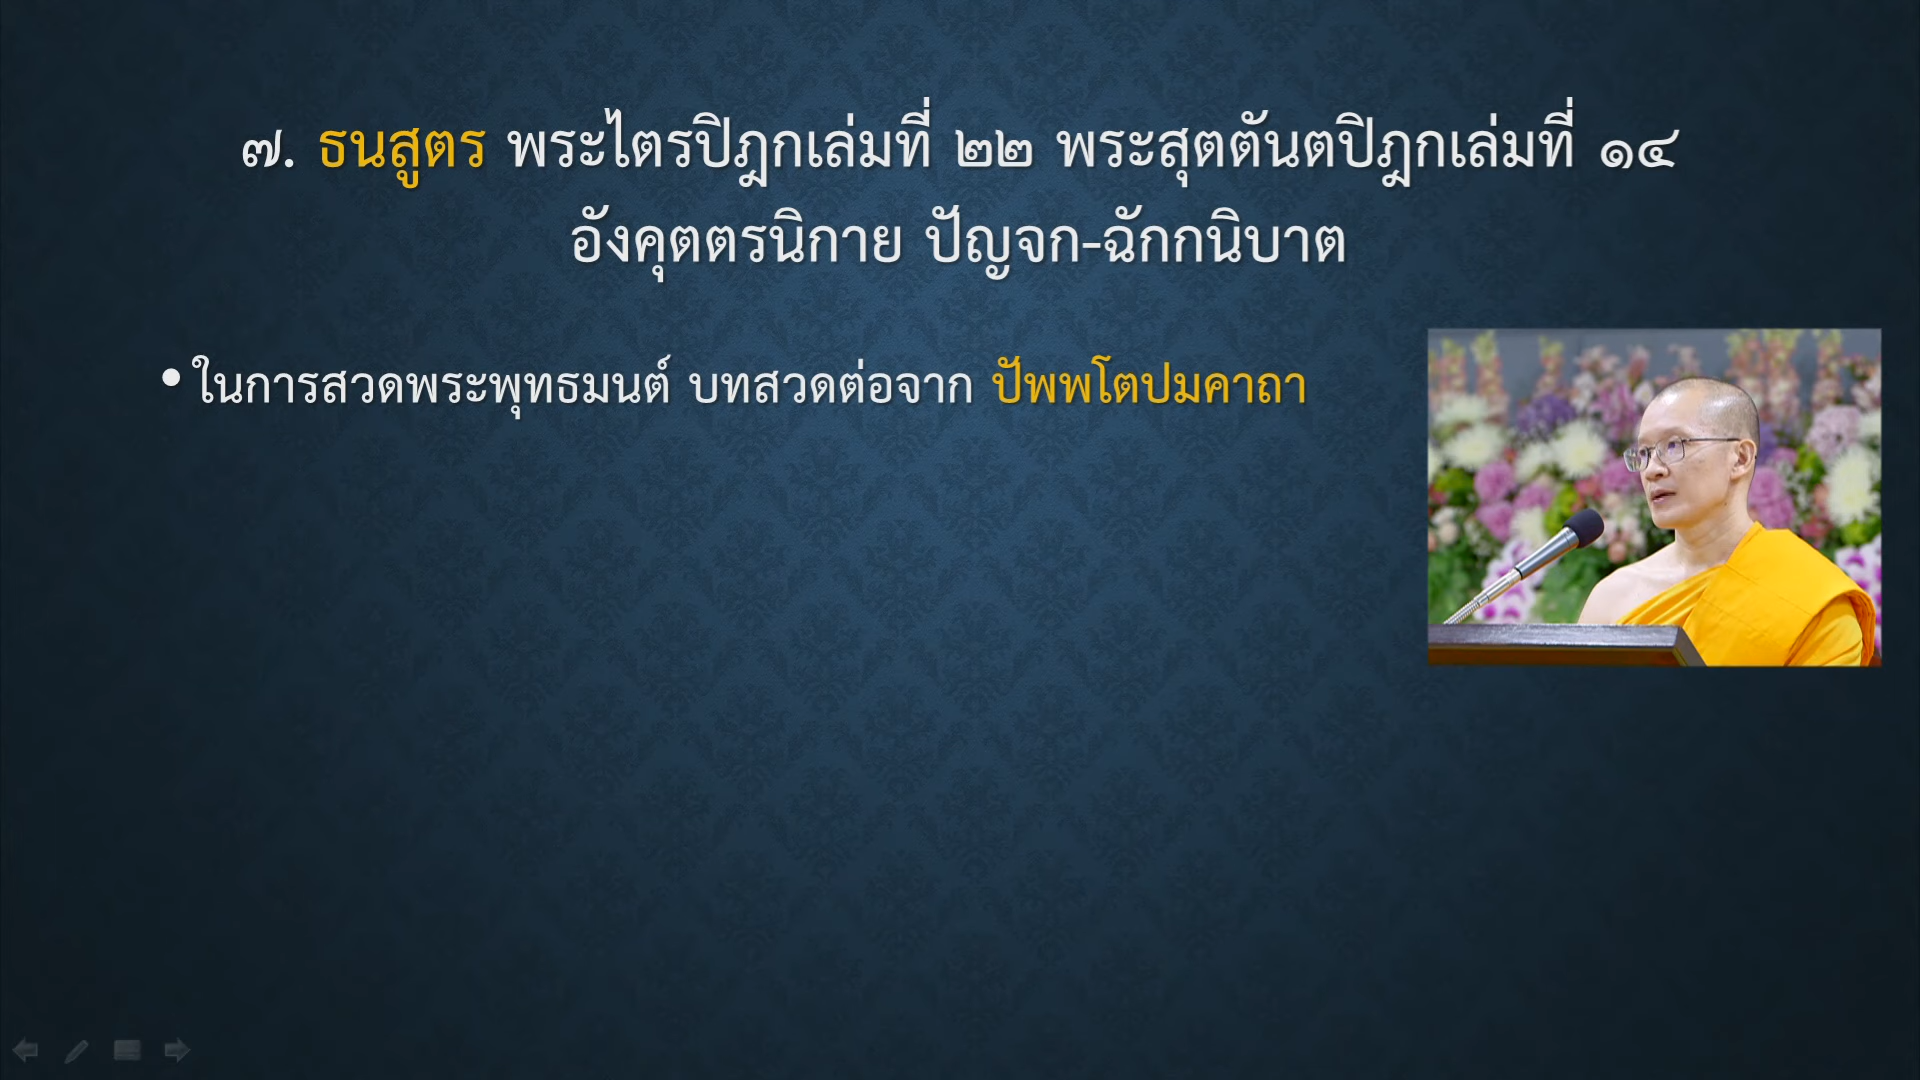 ๗. ธนสูตร พระไตรปิฎกเล่มที่ ๒๒ พระสุตตันตปิฎกเล่มที่ ๑๔
อังคุตตรนิกาย ปัญจก-ฉักกนิบาต
• ในการสวดพระพุทธมนต์ บทสวดต่อจาก ปัพพโตปมคาถา